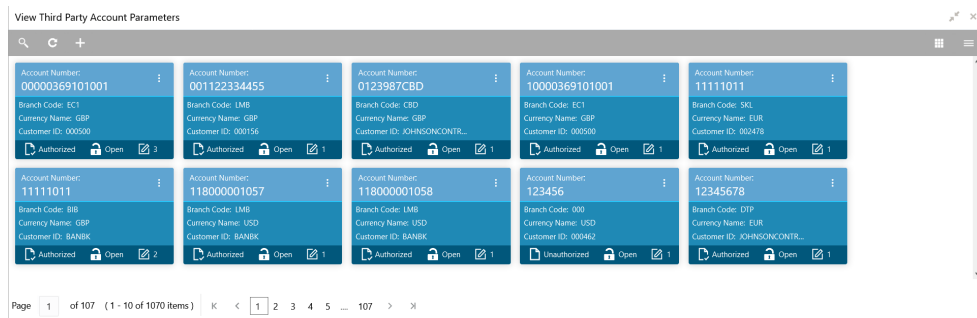 View Third Party Account Parameters
Account Number: Account Number: Account Number: Account Number: Account Number:
00000369101001 001122334455 0123987CBD 10000369101001 11111011
Branch Code: EC1 Branch Code: LMB Branch Code: CBD Branch Code: EC1 Branch Code: SKL
Currency Name: GBP Currency Name: GBP Currency Name: GBP Currency Name: GBP Currency Name: EUR
Customer ID: 000500 Customer ID: 000156 Customer ID: JOHNSONCONTR... Customer ID: 000500 Customer ID: 002478
Authorized Open 3 Authorized Open 1 Authorized Open 1 Authorized Open 1 Authorized Open 1
Account Number: Account Number: Account Number: Account Number: Account Number:
11111011 118000001057 118000001058 123456 12345678
Branch Code: BIB Branch Code: LMB Branch Code: LMB Branch Code: 000 Branch Code: DTP
Currency Name: GBP Currency Name: USD Currency Name: USD Currency Name: USD Currency Name: EUR
Customer ID: BANBK Customer ID: BANBK Customer ID: BANBK Customer ID: 000462 Customer ID: JOHNSONCONTR...
Authorized Open 2 Authorized Open 1 Authorized Open 1 Unauthorized Open 1 Authorized Open 1
Page 1 of 107 ( 1 - 10 of 1070 items ) 1 2 3 4 5 ... 107